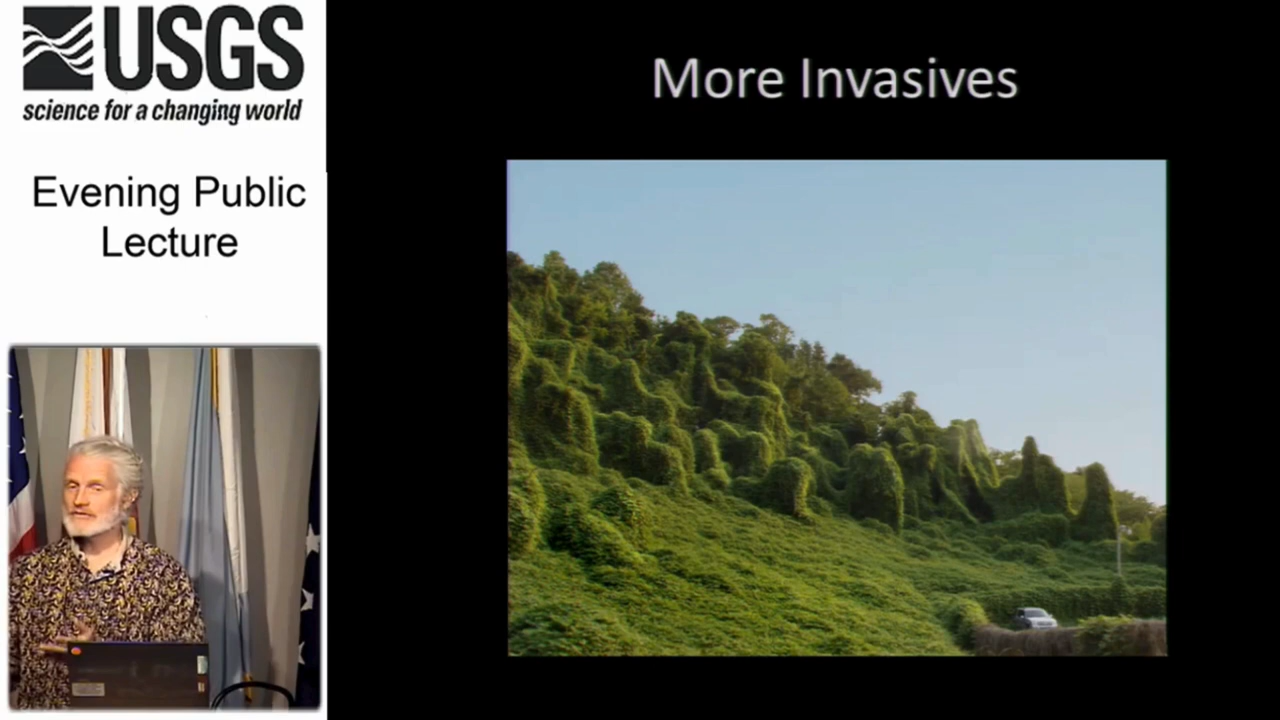 USGS
science for a changing world
Evening Public
Lecture
More Invasives